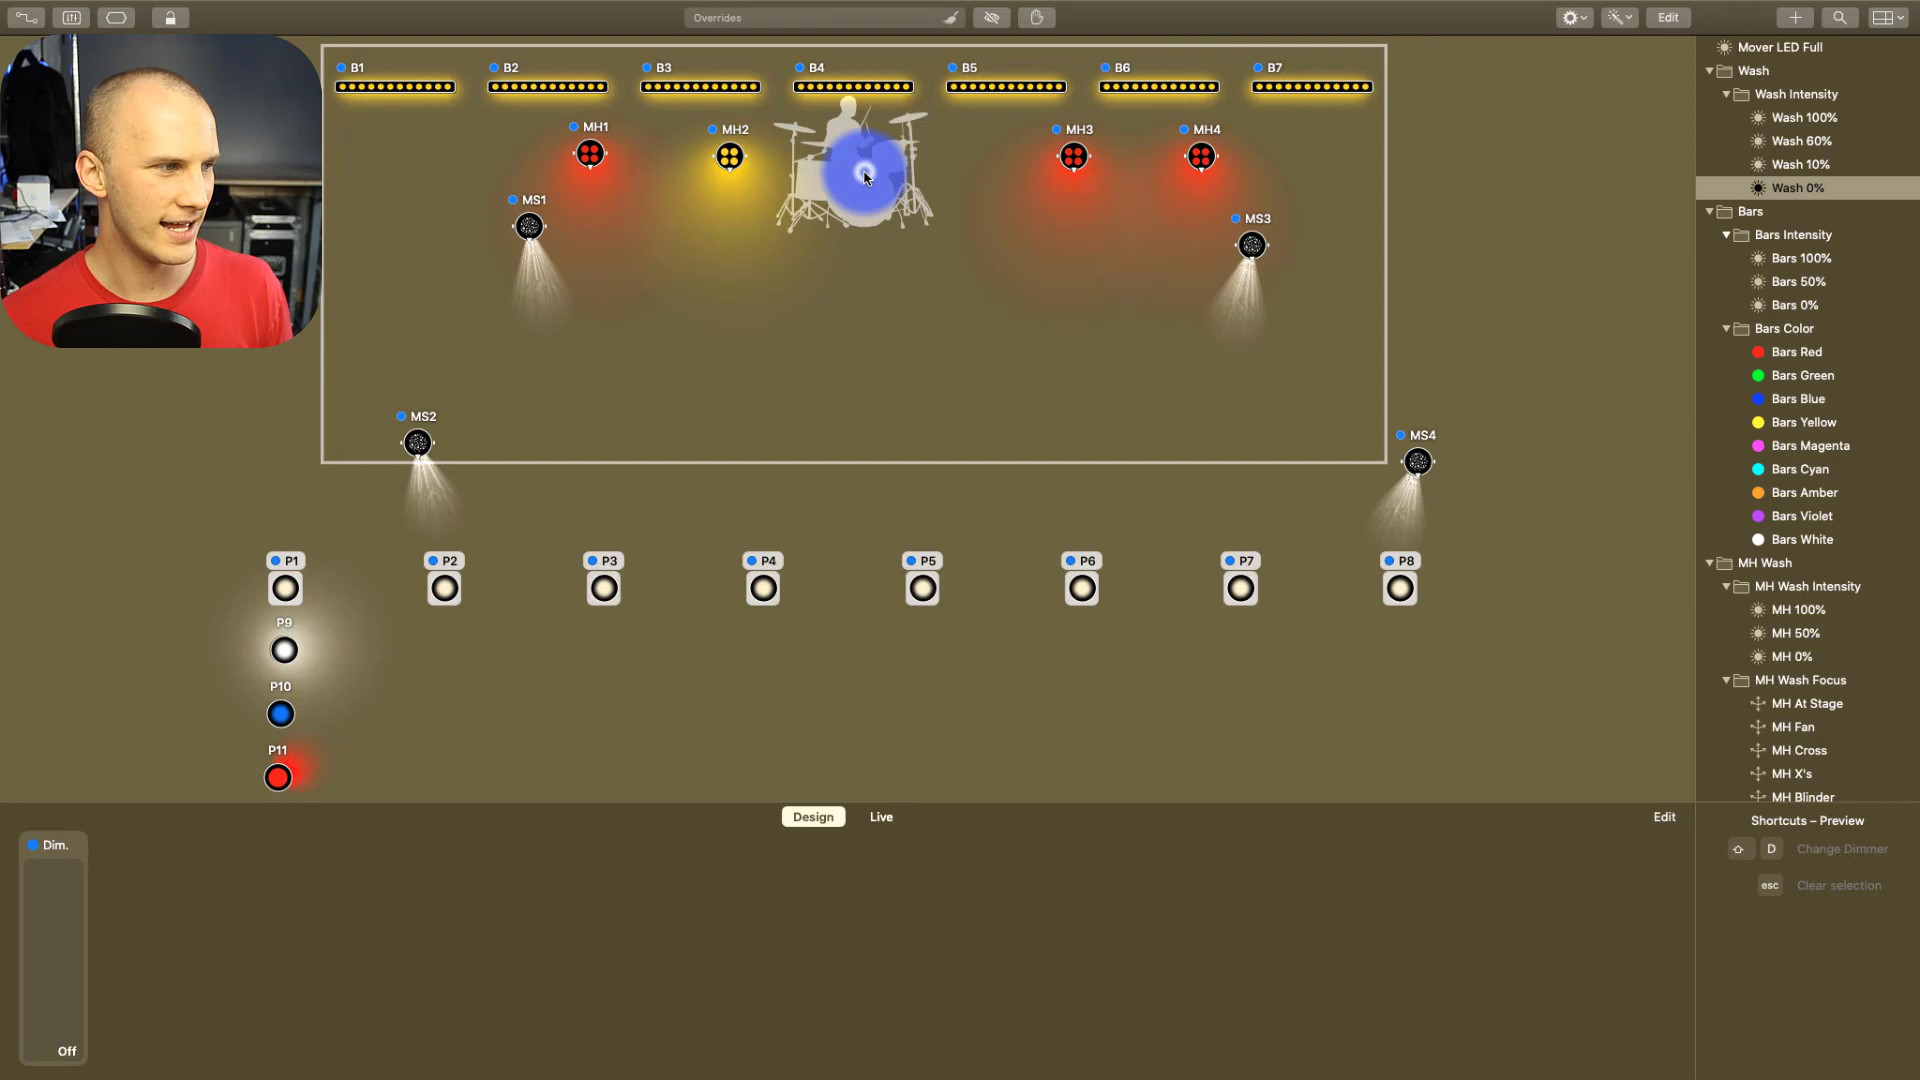 Overrides
Edit
B1
B2
B3
B4
B5
B6
B7
MH1
MH2
MH3
MH4
MS1
MS3
MS2
MS4
P1
P2
P3
P4
P5
P6
P7
P8
P9
P10
P11
Mover LED Full
Wash
Wash Intensity
Wash 100%
Wash 60%
Wash 10%
Wash 0%
Bars
Bars Intensity
Bars 100%
Bars 50%
Bars 0%
Bars Color
Bars Red
Bars Green
Bars Blue
Bars Yellow
Bars Magenta
Bars Cyan
Bars Amber
Bars Violet
Bars White
MH Wash
MH Wash Intensity
MH 100%
MH 50%
MH 0%
MH Wash Focus
MH At Stage
MH Fan
MH Cross
MH X's
MH Blinder
Design
Live
Edit
Dim.
Off
Shortcuts – Preview
D Change Dimmer
esc Clear selection